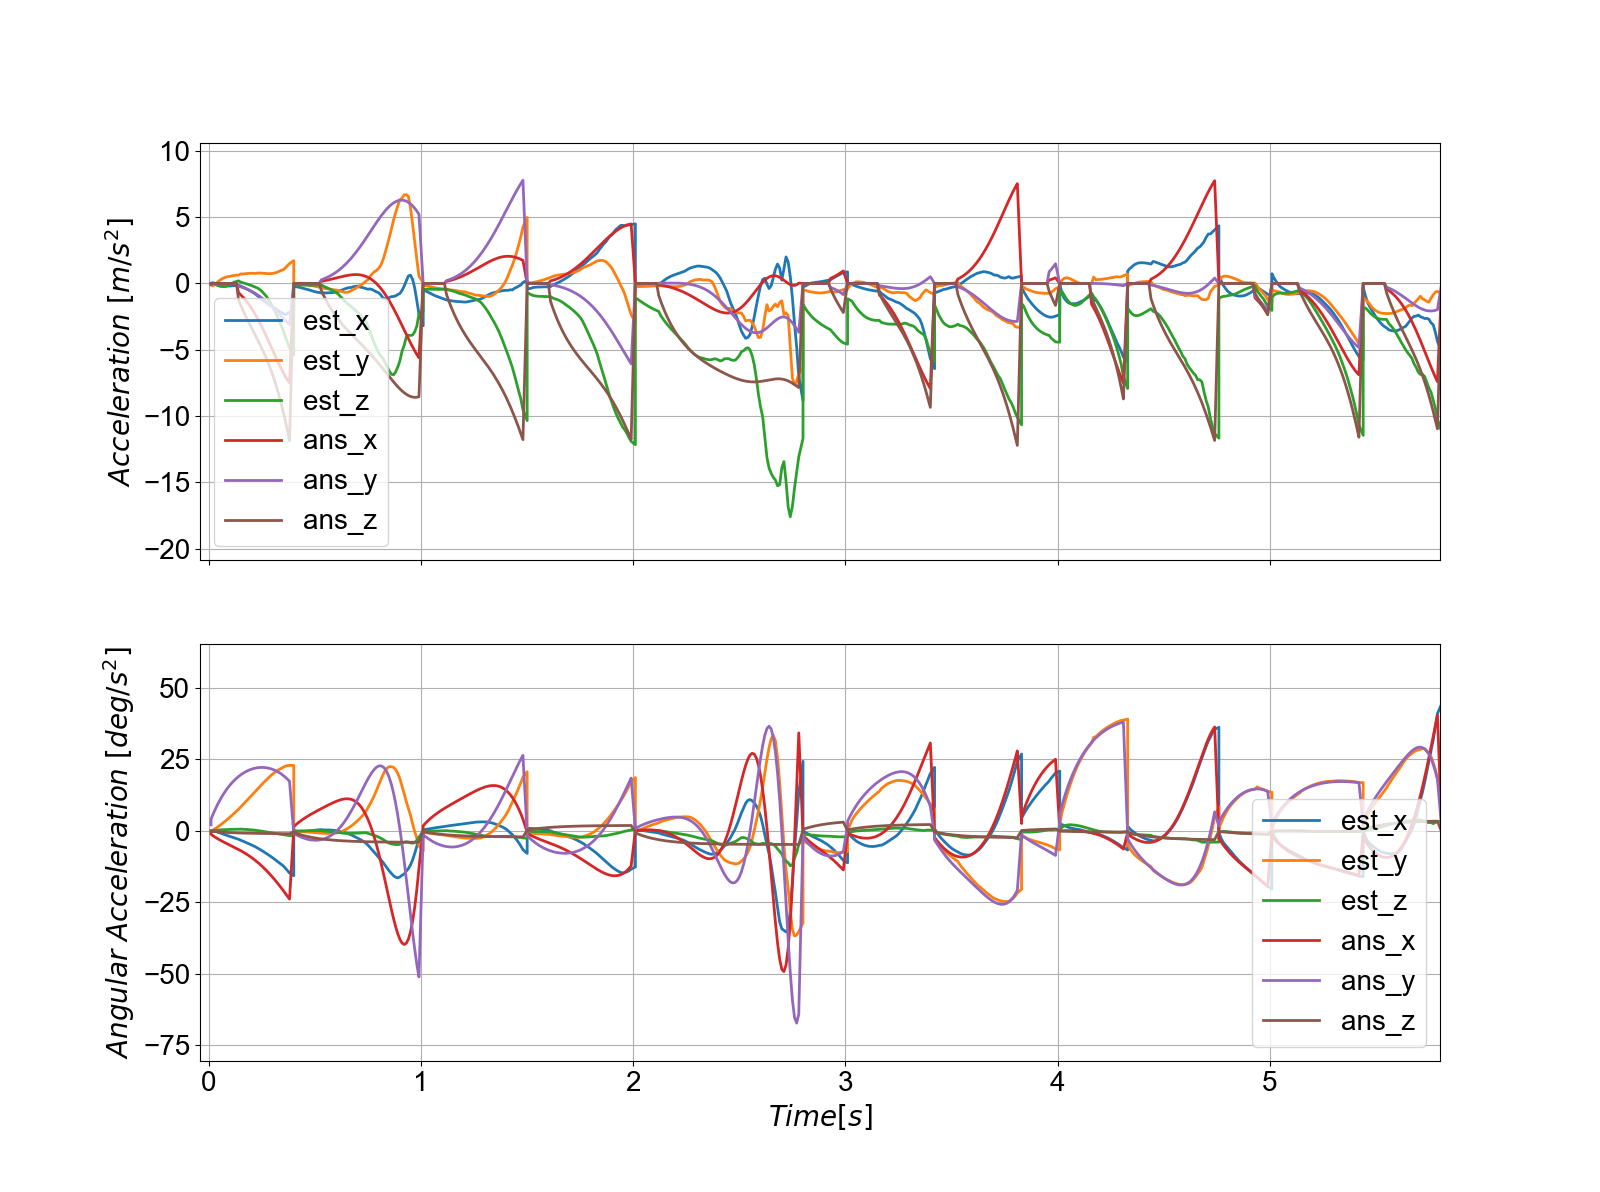 10
5
0
−5
−10
−15
−20
Acceleration [m/s²]
est_x
est_y
est_z
ans_x
ans_y
ans_z
50
25
0
−25
−50
−75
Angular Acceleration [deg/s²]
est_x
est_y
est_z
ans_x
ans_y
ans_z
0 1 2 3 4 5
Time[s]